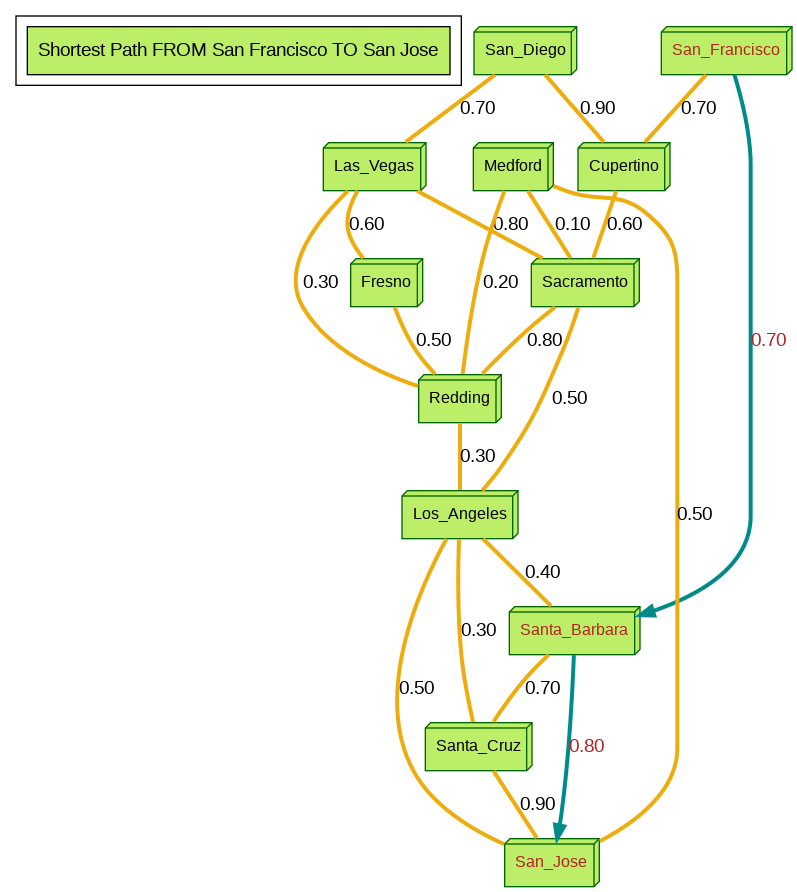 Shortest Path FROM San Francisco TO San Jose
San_Diego
San_Francisco
0.70
0.90
0.70
Las_Vegas
Medford
Cupertino
0.60
0.80
0.10
0.60
0.30
Fresno
0.20
Sacramento
0.50
0.80
0.70
Redding
0.50
0.30
Los_Angeles
0.50
0.40
Santa_Barbara
0.30
0.50
0.70
Santa_Cruz
0.80
0.90
San_Jose